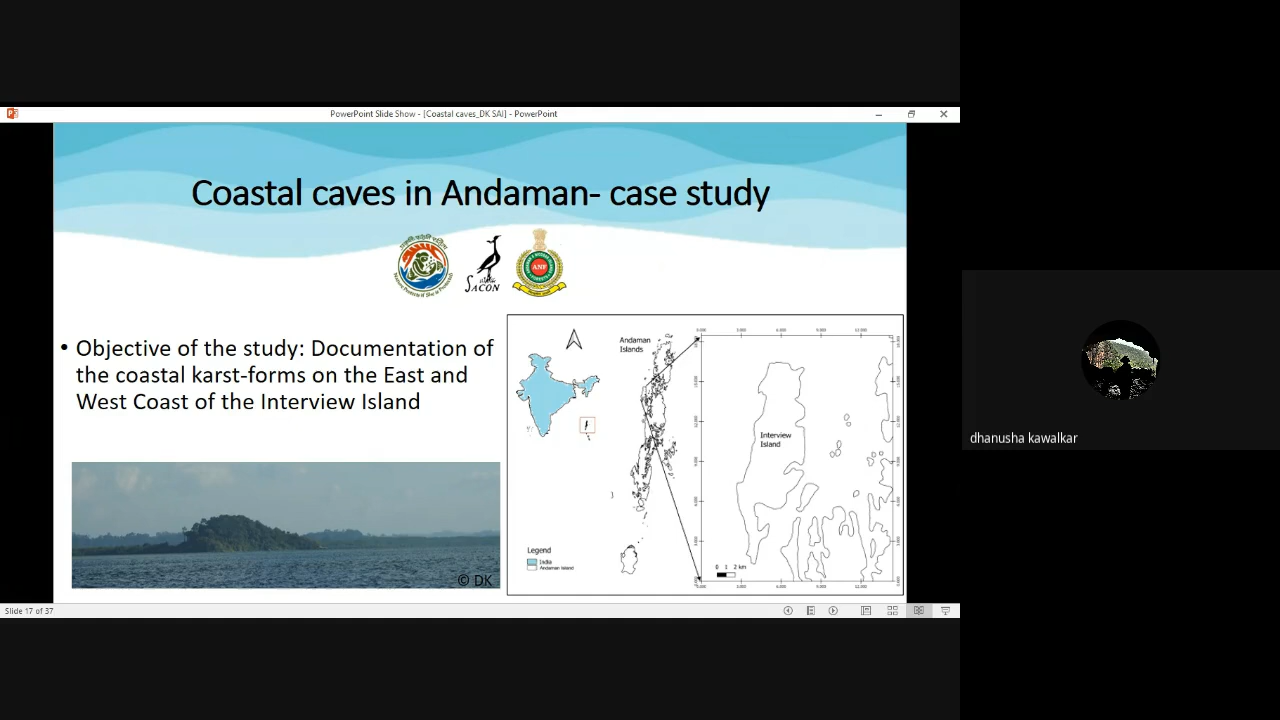 PowerPoint Slide Show - [Coastal caves_DK SAI] - PowerPoint
Coastal caves in Andaman- case study
SACON
ANF
• Objective of the study: Documentation of
the coastal karst-forms on the East and
West Coast of the Interview Island
© DK
Andaman
Islands
Interview
Island
Legend
India
Andaman Island
0 1 2 km
Slide 17 of 37
dhanusha kawalkar